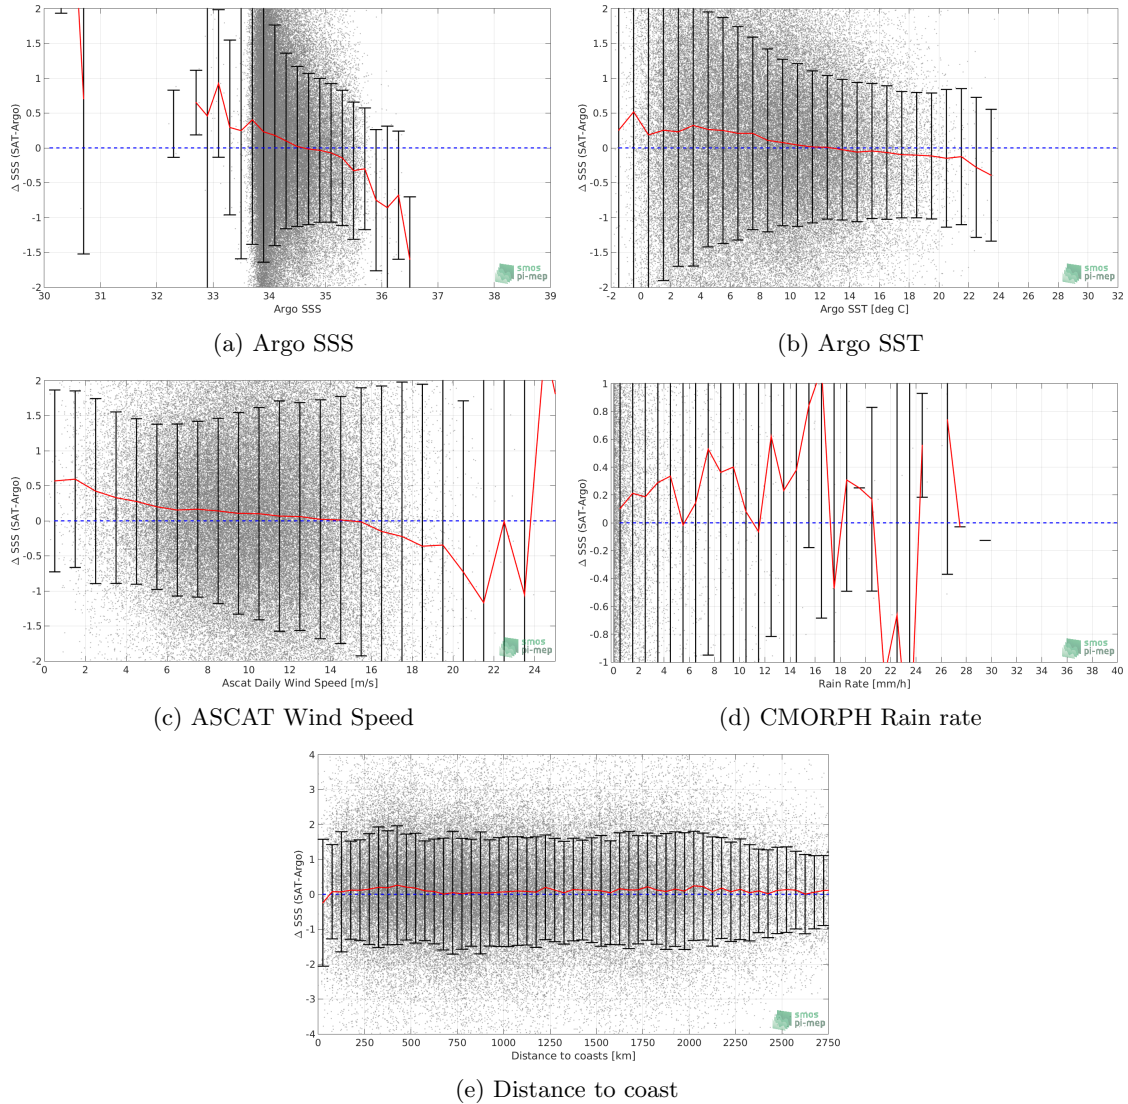 2
1.5
1
0.5
0
-0.5
-1
-1.5
-2
Δ SSS (SAT-Argo)
30 31 32 33 34 35 36 37 38 39
Argo SSS
smos
pi-mep
(a) Argo SSS
2
1.5
1
0.5
0
-0.5
-1
-1.5
-2
Δ SSS (SAT-Argo)
-2 0 2 4 6 8 10 12 14 16 18 20 22 24 26 28 30 32
Argo SST [deg C]
smos
pi-mep
(b) Argo SST
2
1.5
1
0.5
0
-0.5
-1
-1.5
-2
Δ SSS (SAT-Argo)
0 2 4 6 8 10 12 14 16 18 20 22 24
Ascat Daily Wind Speed [m/s]
smos
pi-mep
(c) ASCAT Wind Speed
1
0.8
0.6
0.4
0.2
0
-0.2
-0.4
-0.6
-0.8
-1
Δ SSS (SAT-Argo)
0 2 4 6 8 10 12 14 16 18 20 22 24 26 28 30 32 34 36 38 40
Rain Rate [mm/h]
smos
pi-mep
(d) CMORPH Rain rate
4
3
2
1
0
-1
-2
-3
-4
Δ SSS (SAT-Argo)
0 250 500 750 1000 1250 1500 1750 2000 2250 2500 2750
Distance to coasts [km]
smos
pi-mep
(e) Distance to coast